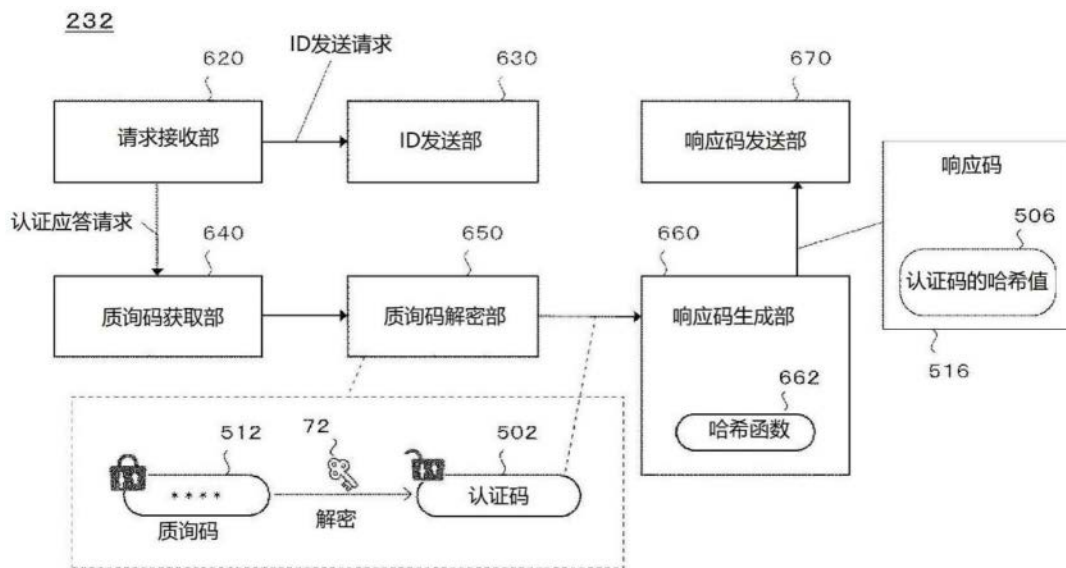 232
ID发送请求
620
630
670
请求接收部
ID发送部
响应码发送部
响应码
认证应答请求
640
650
660
506
认证码的哈希值
质询码获取部
质询码解密部
响应码生成部
516
662
哈希函数
512
72
502
****
认证码
质询码
解密